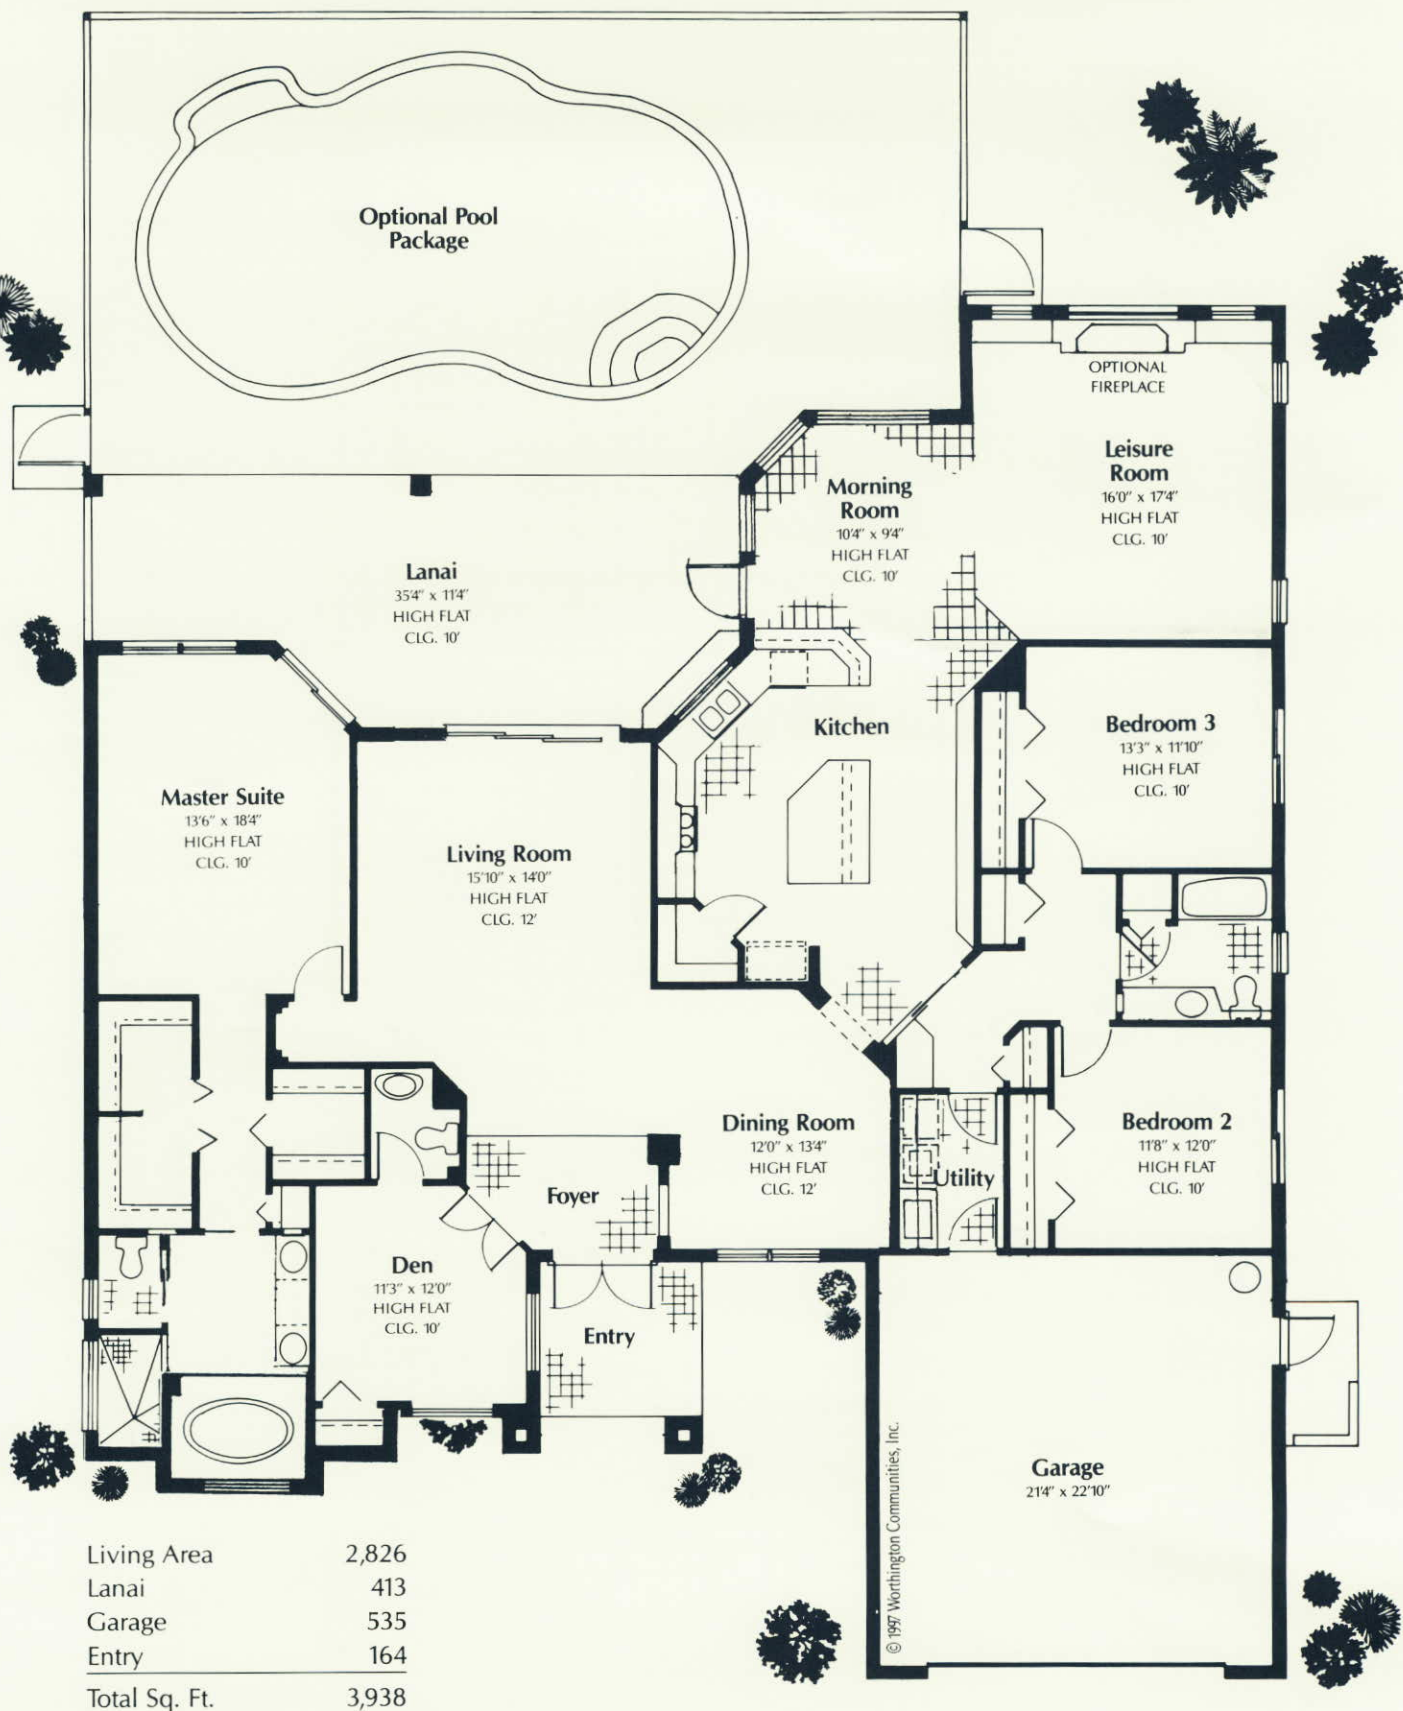 Optional Pool
Package
OPTIONAL
FIREPLACE
Leisure
Room
16'0" x 17'4"
HIGH FLAT
CLG. 10'
Morning
Room
10'4" x 9'4"
HIGH FLAT
CLG. 10'
Lanai
35'4" x 11'4"
HIGH FLAT
CLG. 10'
Kitchen
Bedroom 3
13'3" x 11'10"
HIGH FLAT
CLG. 10'
Master Suite
13'6" x 18'4"
HIGH FLAT
CLG. 10'
Living Room
15'10" x 14'0"
HIGH FLAT
CLG. 12'
Dining Room
12'0" x 13'4"
HIGH FLAT
CLG. 12'
Bedroom 2
11'8" x 12'0"
HIGH FLAT
CLG. 10'
Utility
Foyer
Den
11'3" x 12'0"
HIGH FLAT
CLG. 10'
Entry
Garage
21'4" x 22'10"
© 1997 Worthington Communities, Inc.
Living Area 2,826
Lanai 413
Garage 535
Entry 164
Total Sq. Ft. 3,938